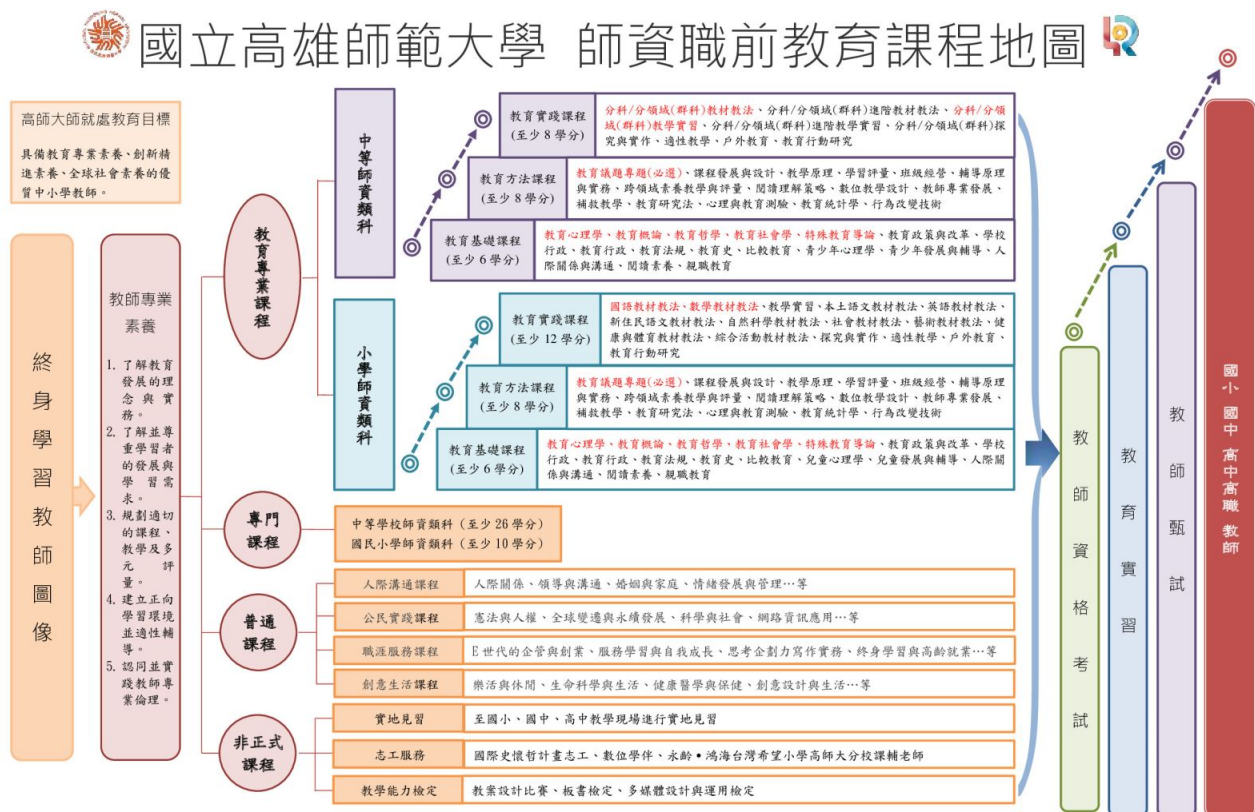 國立高雄師範大學 師資職前教育課程地圖
高師大師就處教育目標
具備教育專業素養、創新精
進素養、全球社會素養的優
質中小學教師。
終身學習教師圖像
教師專業
素養
1. 了解教育
發展的理
念與實
務。
2. 了解並尊
重學習者
的發展與
學習需
求。
3. 規劃適切
的課程、
教學及多
元評
量。
4. 建立正向
學習環境
並適性輔
導。
5. 認同並實
踐教師專
業倫理。
教育專業課程
中等師資類科
教育實踐課程
(至少 8 學分)
分科/分領域(群科)教材教法、分科/分領域(群科)進階教材教法、分科/分領
域(群科)教學實習、分科/分領域(群科)進階教學實習、分科/分領域(群科)探
究與實作、適性教學、戶外教育、教育行動研究
教育方法課程
(至少 8 學分)
教育議題專題(必選)、課程發展與設計、教學原理、學習評量、班級經營、輔導原理
與實務、跨領域素養教學與評量、閱讀理解策略、數位教學設計、教師專業發展、
補救教學、教育研究法、心理與教育測驗、教育統計學、行為改變技術
教育基礎課程
(至少 6 學分)
教育心理學、教育概論、教育哲學、教育社會學、特殊教育導論、教育政策與改革、學校
行政、教育行政、教育法規、教育史、比較教育、青少年心理學、青少年發展與輔導、人
際關係與溝通、閱讀素養、親職教育
小學師資類科
教育實踐課程
(至少 12 學分)
國語教材教法、數學教材教法、教學實習、本土語文教材教法、英語教材教法、
新住民語文教材教法、自然科學教材教法、社會教材教法、藝術教材教法、健
康與體育教材教法、綜合活動教材教法、探究與實作、適性教學、戶外教育、
教育行動研究
教育方法課程
(至少 8 學分)
教育議題專題(必選)、課程發展與設計、教學原理、學習評量、班級經營、輔導原理
與實務、跨領域素養教學與評量、閱讀理解策略、數位教學設計、教師專業發展、
補救教學、教育研究法、心理與教育測驗、教育統計學、行為改變技術
教育基礎課程
(至少 6 學分)
教育心理學、教育概論、教育哲學、教育社會學、特殊教育導論、教育政策與改革、學校
行政、教育行政、教育法規、教育史、比較教育、兒童心理學、兒童發展與輔導、人際關
係與溝通、閱讀素養、親職教育
專門
課程
中等學校師資類科 (至少 26 學分)
國民小學師資類科 (至少 10 學分)
普通
課程
人際溝通課程
人際關係、領導與溝通、婚姻與家庭、情緒發展與管理…等
公民實踐課程
憲法與人權、全球變遷與永續發展、科學與社會、網路資訊應用…等
職涯服務課程
E 世代的企管與創業、服務學習與自我成長、思考企劃力寫作實務、終身學習與高齡就業…等
創意生活課程
樂活與休閒、生命科學與生活、健康醫學與保健、創意設計與生活…等
非正式
課程
實地見習
至國小、國中、高中教學現場進行實地見習
志工服務
國際史懷哲計畫志工、數位學伴、永齡•鴻海台灣希望小學高師大分校課輔老師
教學能力檢定
教案設計比賽、板書檢定、多媒體設計與運用檢定
教師資格考試
教育實習
教師甄試
國小 國中 高中高職 教師